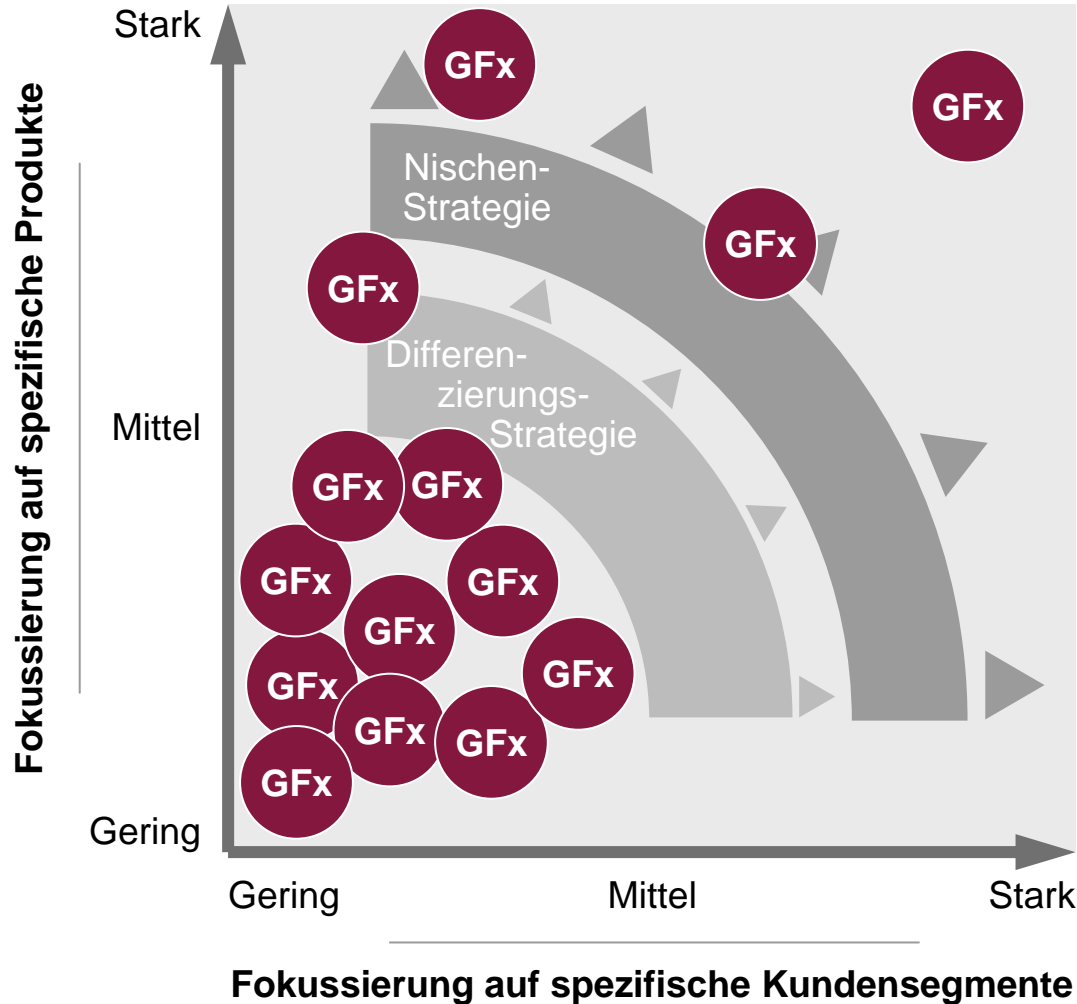 Stark
GFx
GFx
Nischen-
Strategie
GFx
GFx
Differen-
zierungs-
Strategie
Mittel
GFx
GFx
GFx
GFx
GFx
GFx
GFx
GFx
GFx
GFx
Gering
Gering
Mittel
Stark
Fokussierung auf spezifische Produkte
Fokussierung auf spezifische Kundensegmente